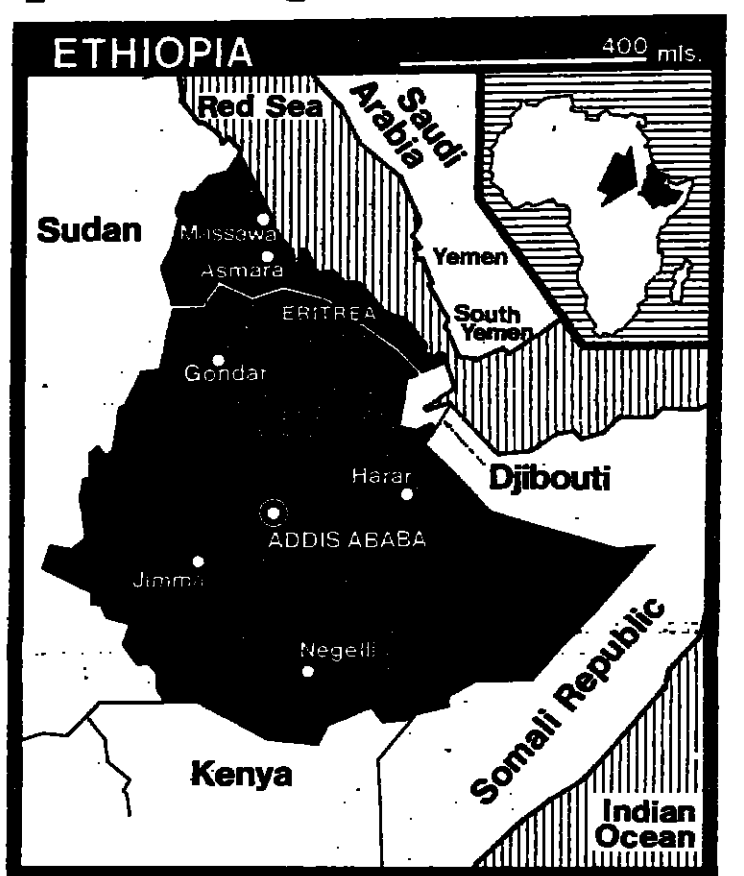 ETHIOPIA
400 mls.
Red Sea
Saudi
Arabia
Sudan
Massawa
Asmara
Yemen
ERITREA
South
Yemen
Gondar
Harar
Djibouti
ADDIS ABABA
Jimma
Negelli
Somali Republic
Kenya
Indian
Ocean